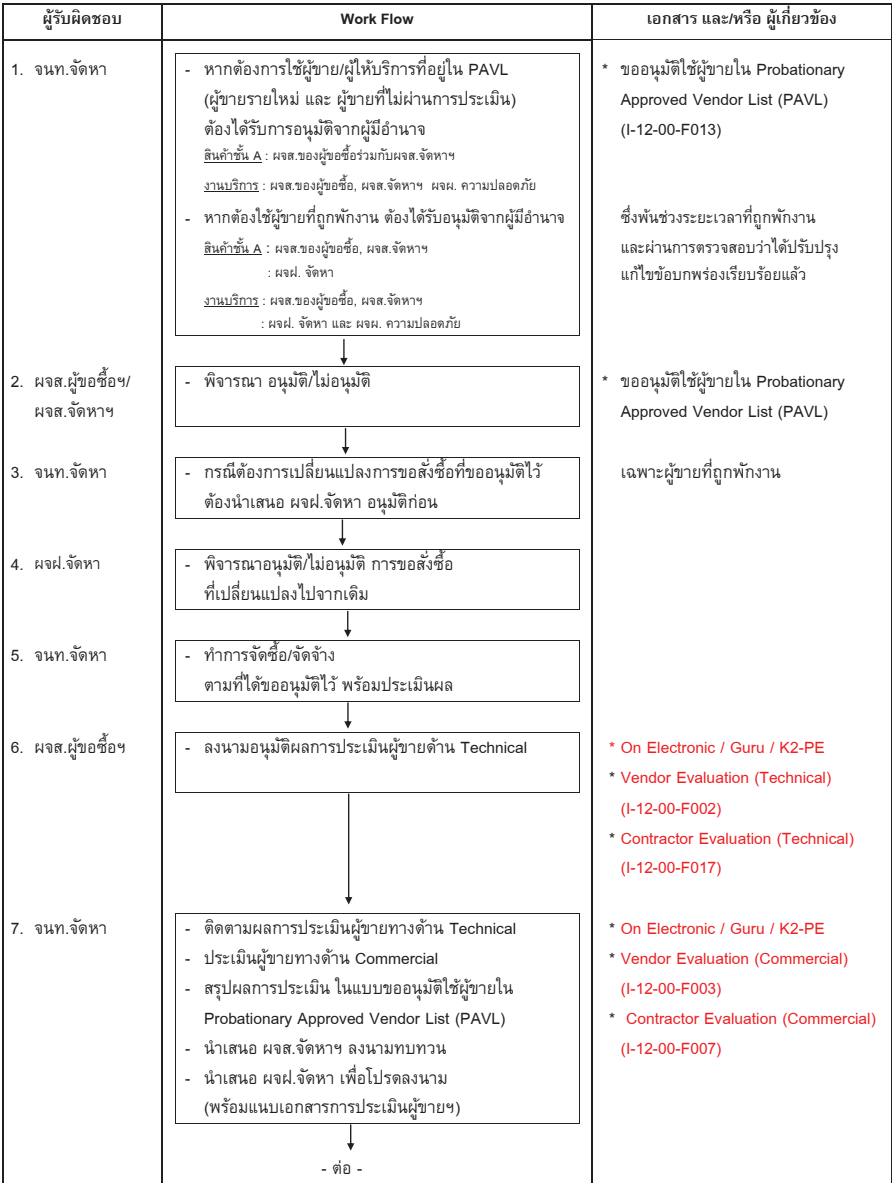 ผู้รับผิดชอบ
Work Flow
เอกสาร และ/หรือ ผู้เกี่ยวข้อง
1. จนท.จัดหา
- หากต้องการใช้ผู้ขาย/ผู้ให้บริการที่อยู่ใน PAVL
(ผู้ขายรายใหม่ และ ผู้ขายที่ไม่ผ่านการประเมิน)
ต้องได้รับการอนุมัติจากผู้มีอำนาจ
สินค้าชั้น A : ผจส.ของผู้ขอซื้อร่วมกับผจส.จัดหาฯ
งานบริการ : ผจส.ของผู้ขอซื้อ, ผจส.จัดหาฯ ผจผ. ความปลอดภัย
- หากต้องใช้ผู้ขายที่ถูกพักงาน ต้องได้รับอนุมัติจากผู้มีอำนาจ
สินค้าชั้น A : ผจส.ของผู้ขอซื้อ, ผจส.จัดหาฯ
: ผจฝ. จัดหา
งานบริการ : ผจส.ของผู้ขอซื้อ, ผจส.จัดหาฯ
: ผจฝ. จัดหา และ ผจผ. ความปลอดภัย
* ขออนุมัติใช้ผู้ขายใน Probationary
Approved Vendor List (PAVL)
(I-12-00-F013)
ซึ่งพ้นช่วงระยะเวลาที่ถูกพักงาน
และผ่านการตรวจสอบว่าได้ปรับปรุง
แก้ไขข้อบกพร่องเรียบร้อยแล้ว
2. ผจส.ผู้ขอซื้อฯ/
ผจส.จัดหาฯ
- พิจารณา อนุมัติ/ไม่อนุมัติ
* ขออนุมัติใช้ผู้ขายใน Probationary
Approved Vendor List (PAVL)
3. จนท.จัดหา
- กรณีต้องการเปลี่ยนแปลงการขอสั่งซื้อที่ขออนุมัติไว้
ต้องนำเสนอ ผจฝ.จัดหา อนุมัติก่อน
เฉพาะผู้ขายที่ถูกพักงาน
4. ผจฝ.จัดหา
- พิจารณาอนุมัติ/ไม่อนุมัติ การขอสั่งซื้อ
ที่เปลี่ยนแปลงไปจากเดิม
5. จนท.จัดหา
- ทำการจัดซื้อ/จัดจ้าง
ตามที่ได้ขออนุมัติไว้ พร้อมประเมินผล
6. ผจส.ผู้ขอซื้อฯ
- ลงนามอนุมัติผลการประเมินผู้ขายด้าน Technical
* On Electronic / Guru / K2-PE
* Vendor Evaluation (Technical)
(I-12-00-F002)
* Contractor Evaluation (Technical)
(I-12-00-F017)
7. จนท.จัดหา
- ติดตามผลการประเมินผู้ขายทางด้าน Technical
- ประเมินผู้ขายทางด้าน Commercial
- สรุปผลการประเมิน ในแบบขออนุมัติใช้ผู้ขายใน
Probationary Approved Vendor List (PAVL)
- นำเสนอ ผจส.จัดหาฯ ลงนามทบทวน
- นำเสนอ ผจฝ.จัดหา เพื่อโปรดลงนาม
(พร้อมแนบเอกสารการประเมินผู้ขายฯ)
* On Electronic / Guru / K2-PE
* Vendor Evaluation (Commercial)
(I-12-00-F003)
* Contractor Evaluation (Commercial)
(I-12-00-F007)
- ต่อ -